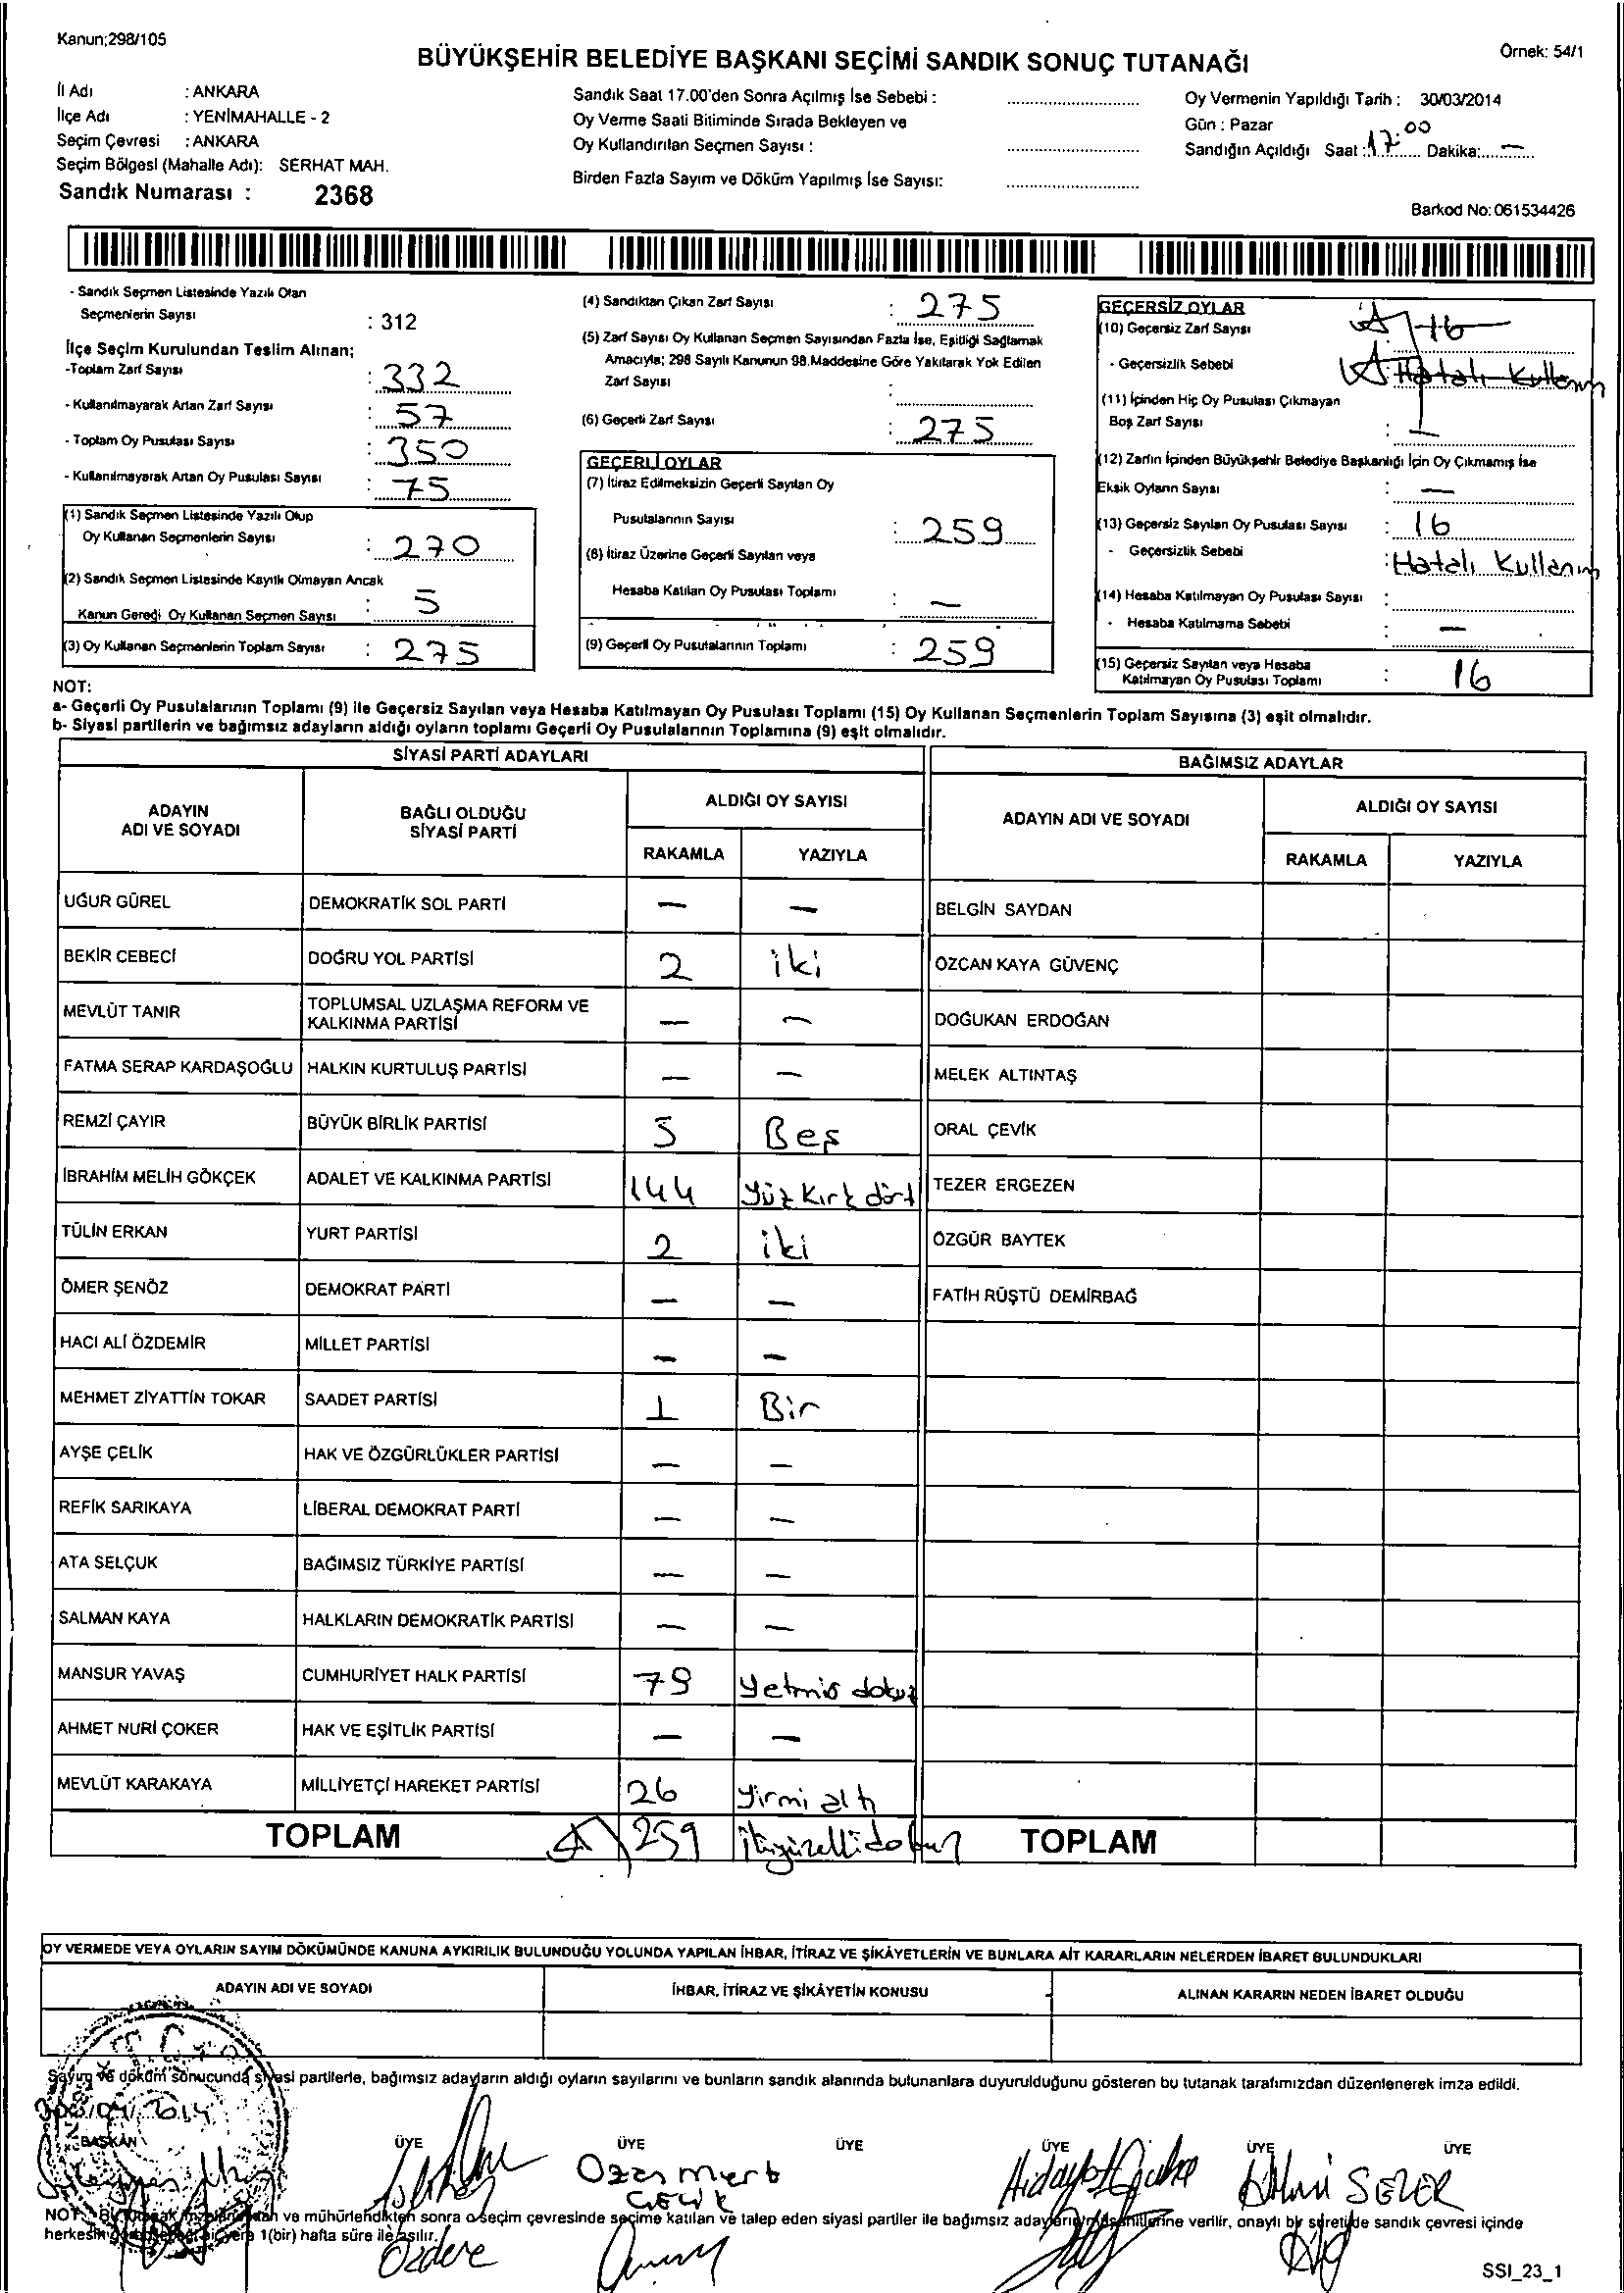 Kanun;298/105
Örnek: 54/1
BÜYÜKŞEHİR BELEDİYE BAŞKANI SEÇİMİ SANDIK SONUÇ TUTANAĞI
İl Adı : ANKARA
İlçe Adı : YENİMAHALLE - 2
Seçim Çevresi : ANKARA
Seçim Bölgesi (Mahalle Adı): SERHAT MAH.
Sandık Numarası : 2368
Sandık Saat 17.00'den Sonra Açılmış İse Sebebi :
Oy Verme Saati Bitiminde Sırada Bekleyen ve
Oy Kullandırılan Seçmen Sayısı :
Birden Fazla Sayım ve Döküm Yapılmış İse Sayısı:
Oy Vermenin Yapıldığı Tarih : 30/03/2014
Gün : Pazar
Sandığın Açıldığı Saat : 17:00 Dakika: —
Barkod No: 061534426
- Sandık Seçmen Listesinde Yazılı Olan
Seçmenlerin Sayısı : 312
İlçe Seçim Kurulundan Teslim Alınan;
-Toplam Zarf Sayısı : 332
- Kullanılmayarak Artan Zarf Sayısı : 57
- Toplam Oy Pusulası Sayısı : 350
- Kullanılmayarak Artan Oy Pusulası Sayısı : 75
(1) Sandık Seçmen Listesinde Yazılı Olup
Oy Kullanan Seçmenlerin Sayısı : 270
(2) Sandık Seçmen Listesinde Kayıtlı Olmayan Ancak
Kanun Gereği Oy Kullanan Seçmen Sayısı : 5
(3) Oy Kullanan Seçmenlerin Toplam Sayısı : 275
(4) Sandıktan Çıkan Zarf Sayısı : 275
(5) Zarf Sayısı Oy Kullanan Seçmen Sayısından Fazla İse, Eşitliği Sağlamak
Amacıyla; 298 Sayılı Kanunun 98.Maddesine Göre Yakılarak Yok Edilen
Zarf Sayısı :
(6) Geçerli Zarf Sayısı : 275
GEÇERLİ OYLAR
(7) İtiraz Edilmeksizin Geçerli Sayılan Oy
Pusulalarının Sayısı : 259
(8) İtiraz Üzerine Geçerli Sayılan veya
Hesaba Katılan Oy Pusulası Toplamı : —
(9) Geçerli Oy Pusulalarının Toplamı : 259
GEÇERSİZ OYLAR
(10) Geçersiz Zarf Sayısı : 16
- Geçersizlik Sebebi : Hatalı Kullanım
(11) İçinden Hiç Oy Pusulası Çıkmayan
Boş Zarf Sayısı :
(12) Zarfın İçinden Büyükşehir Belediye Başkanlığı İçin Oy Çıkmamış İse
Eksik Oyların Sayısı : —
(13) Geçersiz Sayılan Oy Pusulası Sayısı : 16
- Geçersizlik Sebebi : Hatalı Kullanım
(14) Hesaba Katılmayan Oy Pusulası Sayısı :
- Hesaba Katılmama Sebebi : —
(15) Geçersiz Sayılan veya Hesaba
Katılmayan Oy Pusulası Toplamı : 16
NOT:
a- Geçerli Oy Pusulalarının Toplamı (9) ile Geçersiz Sayılan veya Hesaba Katılmayan Oy Pusulası Toplamı (15) Oy Kullanan Seçmenlerin Toplam Sayısına (3) eşit olmalıdır.
b- Siyasi partilerin ve bağımsız adayların aldığı oyların toplamı Geçerli Oy Pusulalarının Toplamına (9) eşit olmalıdır.
SİYASİ PARTİ ADAYLARI
BAĞIMSIZ ADAYLAR
ADAYIN ADI VE SOYADI
BAĞLI OLDUĞU SİYASİ PARTİ
ALDIĞI OY SAYISI
RAKAMLA YAZIYLA
ADAYIN ADI VE SOYADI
ALDIĞI OY SAYISI
RAKAMLA YAZIYLA
UĞUR GÜREL DEMOKRATİK SOL PARTİ — — BELGİN SAYDAN
BEKİR CEBECİ DOĞRU YOL PARTİSİ 2 iki ÖZCAN KAYA GÜVENÇ
MEVLÜT TANIR TOPLUMSAL UZLAŞMA REFORM VE KALKINMA PARTİSİ — — DOĞUKAN ERDOĞAN
FATMA SERAP KARDAŞOĞLU HALKIN KURTULUŞ PARTİSİ — — MELEK ALTINTAŞ
REMZİ ÇAYIR BÜYÜK BİRLİK PARTİSİ 5 Beş ORAL ÇEVİK
İBRAHİM MELİH GÖKÇEK ADALET VE KALKINMA PARTİSİ 144 yüzkırkdört TEZER ERGEZEN
TÜLİN ERKAN YURT PARTİSİ 2 iki ÖZGÜR BAYTEK
ÖMER ŞENÖZ DEMOKRAT PARTİ — — FATİH RÜŞTÜ DEMİRBAĞ
HACI ALİ ÖZDEMİR MİLLET PARTİSİ — —
MEHMET ZİYATTİN TOKAR SAADET PARTİSİ 1 Bir
AYŞE ÇELİK HAK VE ÖZGÜRLÜKLER PARTİSİ — —
REFİK SARIKAYA LİBERAL DEMOKRAT PARTİ — —
ATA SELÇUK BAĞIMSIZ TÜRKİYE PARTİSİ — —
SALMAN KAYA HALKLARIN DEMOKRATİK PARTİSİ — —
MANSUR YAVAŞ CUMHURİYET HALK PARTİSİ 79 yetmiş dokuz
AHMET NURİ ÇOKER HAK VE EŞİTLİK PARTİSİ — —
MEVLÜT KARAKAYA MİLLİYETÇİ HAREKET PARTİSİ 26 yirmi altı
TOPLAM 259 ikiyüzellidokuz TOPLAM
OY VERMEDE VEYA OYLARIN SAYIM DÖKÜMÜNDE KANUNA AYKIRILIK BULUNDUĞU YOLUNDA YAPILAN İHBAR, İTİRAZ VE ŞİKÂYETLERİN VE BUNLARA AİT KARARLARIN NELERDEN İBARET BULUNDUKLARI
ADAYIN ADI VE SOYADI İHBAR, İTİRAZ VE ŞİKÂYETİN KONUSU ALINAN KARARIN NEDEN İBARET OLDUĞU
Sayım ve döküm sonucunda siyasi partilerle, bağımsız adayların aldığı oyların sayılarını ve bunların sandık alanında bulunanlara duyurulduğunu gösteren bu tutanak tarafımızdan düzenlenerek imza edildi.
BAŞKAN ÜYE ÜYE ÜYE ÜYE ÜYE ÜYE
Ozan Mert
ÇELİK
SEZER
NOT: ve mühürlendikten sonra o seçim çevresinde seçime katılan ve talep eden siyasi partiler ile bağımsız adayların verilir, onaylı bir sureti de sandık çevresi içinde
herkesin 1(bir) hafta süre ile asılır.
Özdere
SSI_23_1